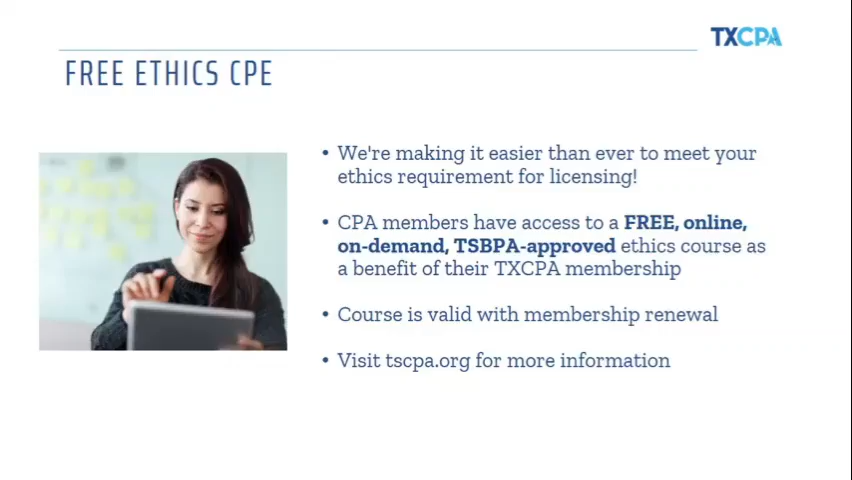 TXCPA
FREE ETHICS CPE
• We're making it easier than ever to meet your
ethics requirement for licensing!
• CPA members have access to a FREE, online,
on-demand, TSBPA-approved ethics course as
a benefit of their TXCPA membership
• Course is valid with membership renewal
• Visit tscpa.org for more information